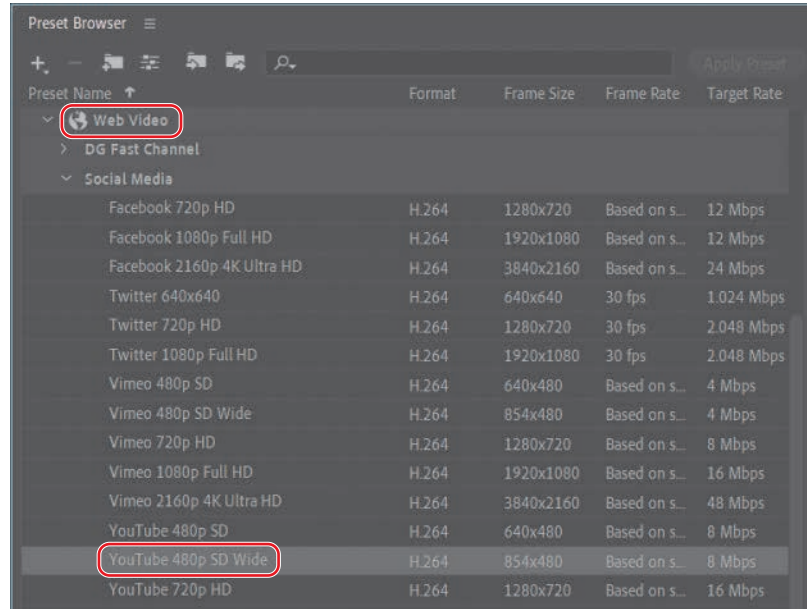 Preset Browser
Apply Preset
Preset Name Format Frame Size Frame Rate Target Rate
Web Video
DG Fast Channel
Social Media
Facebook 720p HD H.264 1280x720 Based on s... 12 Mbps
Facebook 1080p Full HD H.264 1920x1080 Based on s... 12 Mbps
Facebook 2160p 4K Ultra HD H.264 3840x2160 Based on s... 24 Mbps
Twitter 640x640 H.264 640x640 30 fps 1.024 Mbps
Twitter 720p HD H.264 1280x720 30 fps 2.048 Mbps
Twitter 1080p Full HD H.264 1920x1080 30 fps 2.048 Mbps
Vimeo 480p SD H.264 640x480 Based on s... 4 Mbps
Vimeo 480p SD Wide H.264 854x480 Based on s... 4 Mbps
Vimeo 720p HD H.264 1280x720 Based on s... 8 Mbps
Vimeo 1080p Full HD H.264 1920x1080 Based on s... 16 Mbps
Vimeo 2160p 4K Ultra HD H.264 3840x2160 Based on s... 48 Mbps
YouTube 480p SD H.264 640x480 Based on s... 8 Mbps
YouTube 480p SD Wide H.264 854x480 Based on s... 8 Mbps
YouTube 720p HD H.264 1280x720 Based on s... 16 Mbps